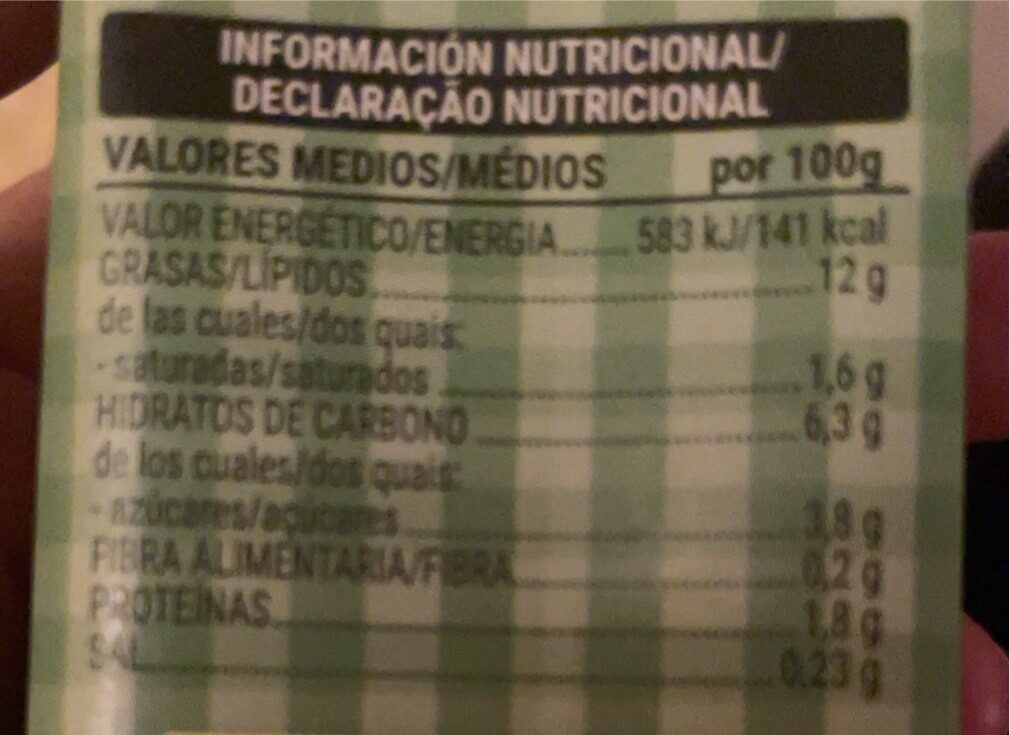 INFORMACIÓN NUTRICIONAL/
DECLARAÇÃO NUTRICIONAL
VALORES MEDIOS/MÉDIOS por 100g
VALOR ENERGÉTICO/ENERGIA 583 kJ/141 kcal
GRASAS/LÍPIDOS 12 g
de las cuales/dos quais:
- saturadas/saturados 1,6 g
HIDRATOS DE CARBONO 6,3 g
de los cuales/dos quais:
- azúcares/açúcares 3,8 g
FIBRA ALIMENTARIA/FIBRA 0,2 g
PROTEÍNAS 1,8 g
SAL 0,23 g